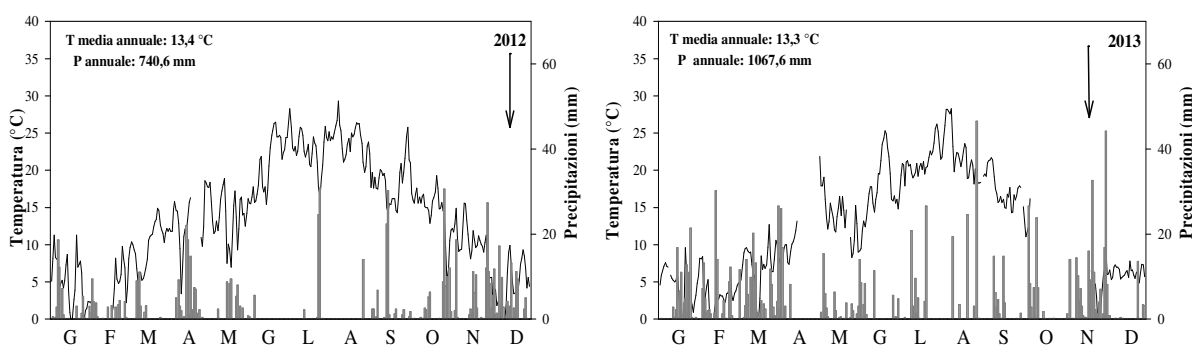 40
35
30
25
20
15
10
5
0
Temperatura (°C)
T media annuale: 13,4 °C
P annuale: 740,6 mm
2012
60
40
20
0
Precipitazioni (mm)
G F M A M G L A S O N D
40
35
30
25
20
15
10
5
0
Temperatura (°C)
T media annuale: 13,3 °C
P annuale: 1067,6 mm
2013
60
40
20
0
Precipitazioni (mm)
G F M A M G L A S O N D